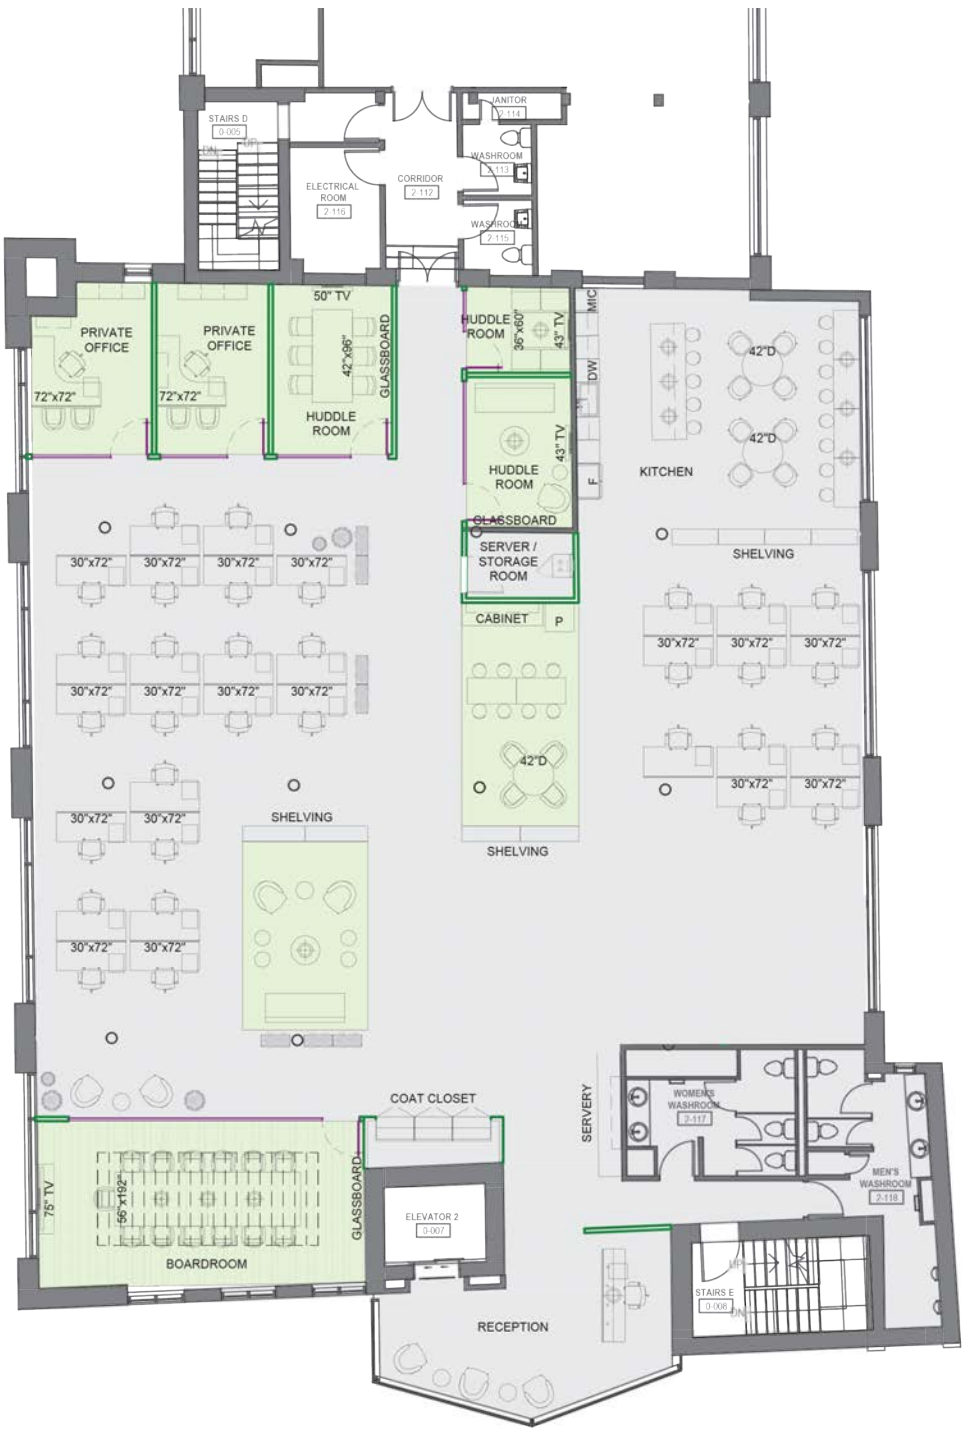 JANITOR
2-114
STAIRS D
0-005
DN
UP
WASHROOM
2-113
ELECTRICAL
ROOM
2-116
CORRIDOR
2-112
WASHROOM
2-115
50" TV
PRIVATE
OFFICE
72"x72"
PRIVATE
OFFICE
72"x72"
42"x96"
GLASSBOARD
HUDDLE
ROOM
HUDDLE
ROOM
36"x60"
43" TV
MIC
DW
F
42"D
42"D
KITCHEN
43" TV
HUDDLE
ROOM
GLASSBOARD
SERVER /
STORAGE
ROOM
SHELVING
30"x72"
30"x72"
30"x72"
30"x72"
CABINET
P
30"x72"
30"x72"
30"x72"
30"x72"
30"x72"
30"x72"
30"x72"
42"D
30"x72"
30"x72"
30"x72"
30"x72"
SHELVING
SHELVING
30"x72"
30"x72"
COAT CLOSET
SERVERY
WOMEN'S
WASHROOM
2-117
MEN'S
WASHROOM
2-118
75" TV
56"x192"
GLASSBOARD
BOARDROOM
ELEVATOR 2
0-007
UP
STAIRS E
0-008
DN
RECEPTION